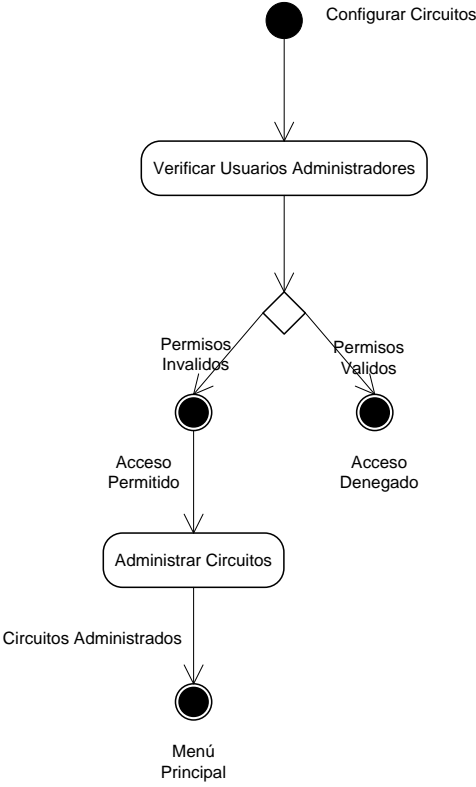 Configurar Circuitos
Verificar Usuarios Administradores
Permisos
Invalidos
Permisos
Validos
Acceso
Permitido
Acceso
Denegado
Administrar Circuitos
Circuitos Administrados
Menú
Principal